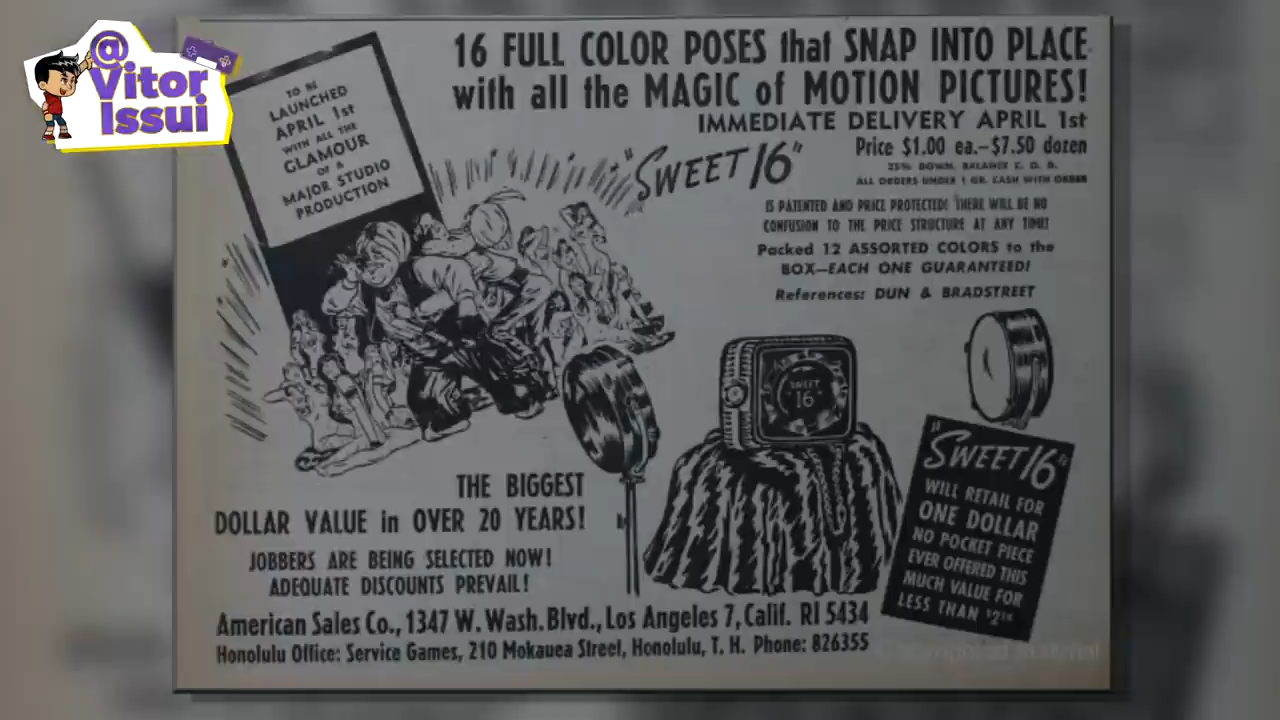 @
Vitor
Issui
TO BE
LAUNCHED
APRIL 1st
WITH ALL THE
GLAMOUR
OF A
MAJOR STUDIO
PRODUCTION
16 FULL COLOR POSES that SNAP INTO PLACE
with all the MAGIC of MOTION PICTURES!
IMMEDIATE DELIVERY APRIL 1st
"SWEET 16"
Price $1.00 ea.–$7.50 dozen
25% DOWN, BALANCE C. O. D.
ALL ORDERS UNDER 1 GR. CASH WITH ORDER
IS PATENTED AND PRICE PROTECTED! THERE WILL BE NO
CONFUSION TO THE PRICE STRUCTURE AT ANY TIME!
Packed 12 ASSORTED COLORS to the
BOX—EACH ONE GUARANTEED!
References: DUN & BRADSTREET
SWEET
16
THE BIGGEST
DOLLAR VALUE in OVER 20 YEARS!
JOBBERS ARE BEING SELECTED NOW!
ADEQUATE DISCOUNTS PREVAIL!
"SWEET 16"
WILL RETAIL FOR
ONE DOLLAR
NO POCKET PIECE
EVER OFFERED THIS
MUCH VALUE FOR
LESS THAN
American Sales Co., 1347 W. Wash. Blvd., Los Angeles 7, Calif. RI 5434
Honolulu Office: Service Games, 210 Mokauea Street, Honolulu, T. H. Phone: 826355